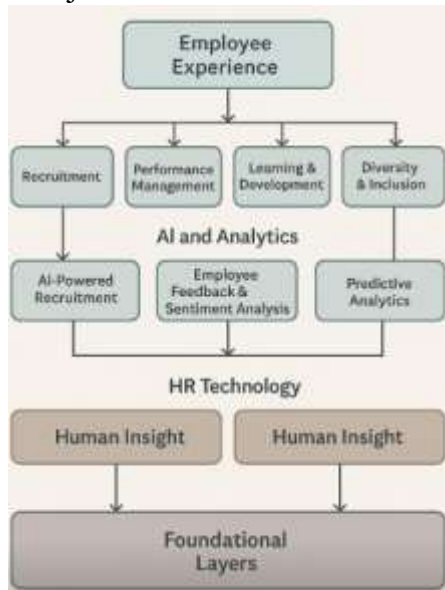 Employee
Experience
Recruitment
Performance
Management
Learning &
Development
Diversity
& Inclusion
AI and Analytics
AI-Powered
Recruitment
Employee
Feedback &
Sentiment Analysis
Predictive
Analytics
HR Technology
Human Insight
Human Insight
Foundational
Layers